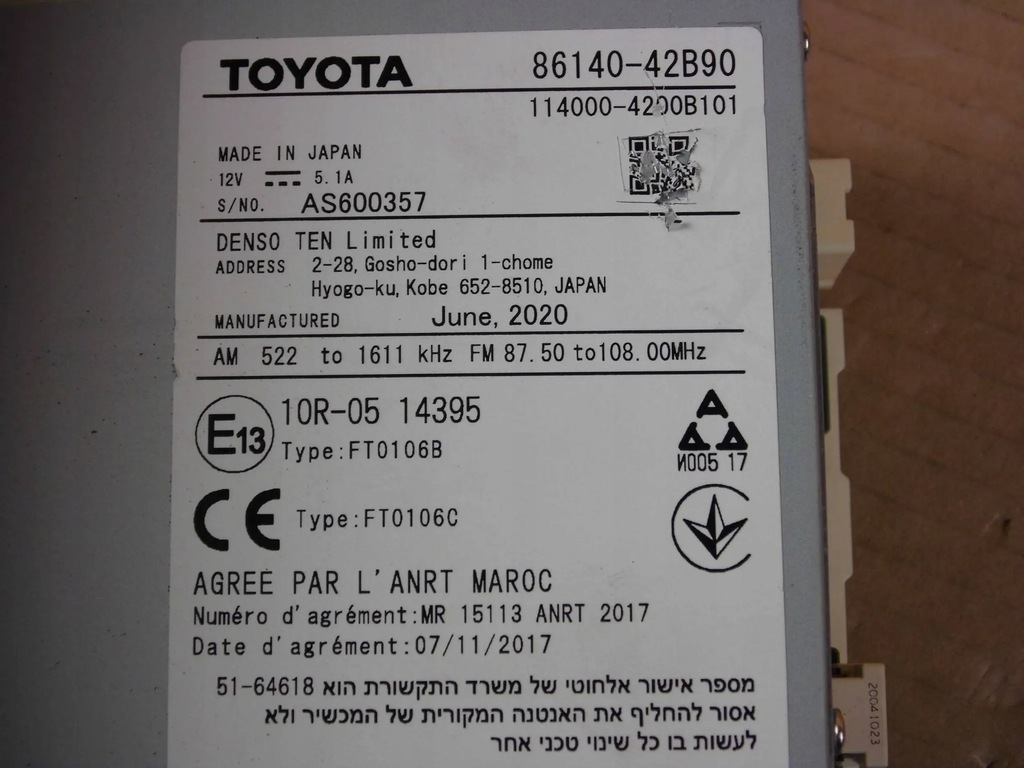 TOYOTA 86140-42B90
114000-4200B101
MADE IN JAPAN
12V 5.1A
S/NO. AS600357
DENSO TEN Limited
ADDRESS 2-28, Gosho-dori 1-chome
Hyogo-ku, Kobe 652-8510, JAPAN
MANUFACTURED June, 2020
AM 522 to 1611 kHz FM 87.50 to108.00MHz
E13 10R-05 14395
Type:FT0106B
И005 17
CE Type:FT0106C
AGREE PAR L'ANRT MAROC
Numéro d'agrément:MR 15113 ANRT 2017
Date d'agrément:07/11/2017
מספר אישור אלחוטי של משרד התקשורת הוא 51-64618
אסור להחליף את האנטנה המקורית של המכשיר ולא
לעשות בו כל שינוי טכני אחר
20041023